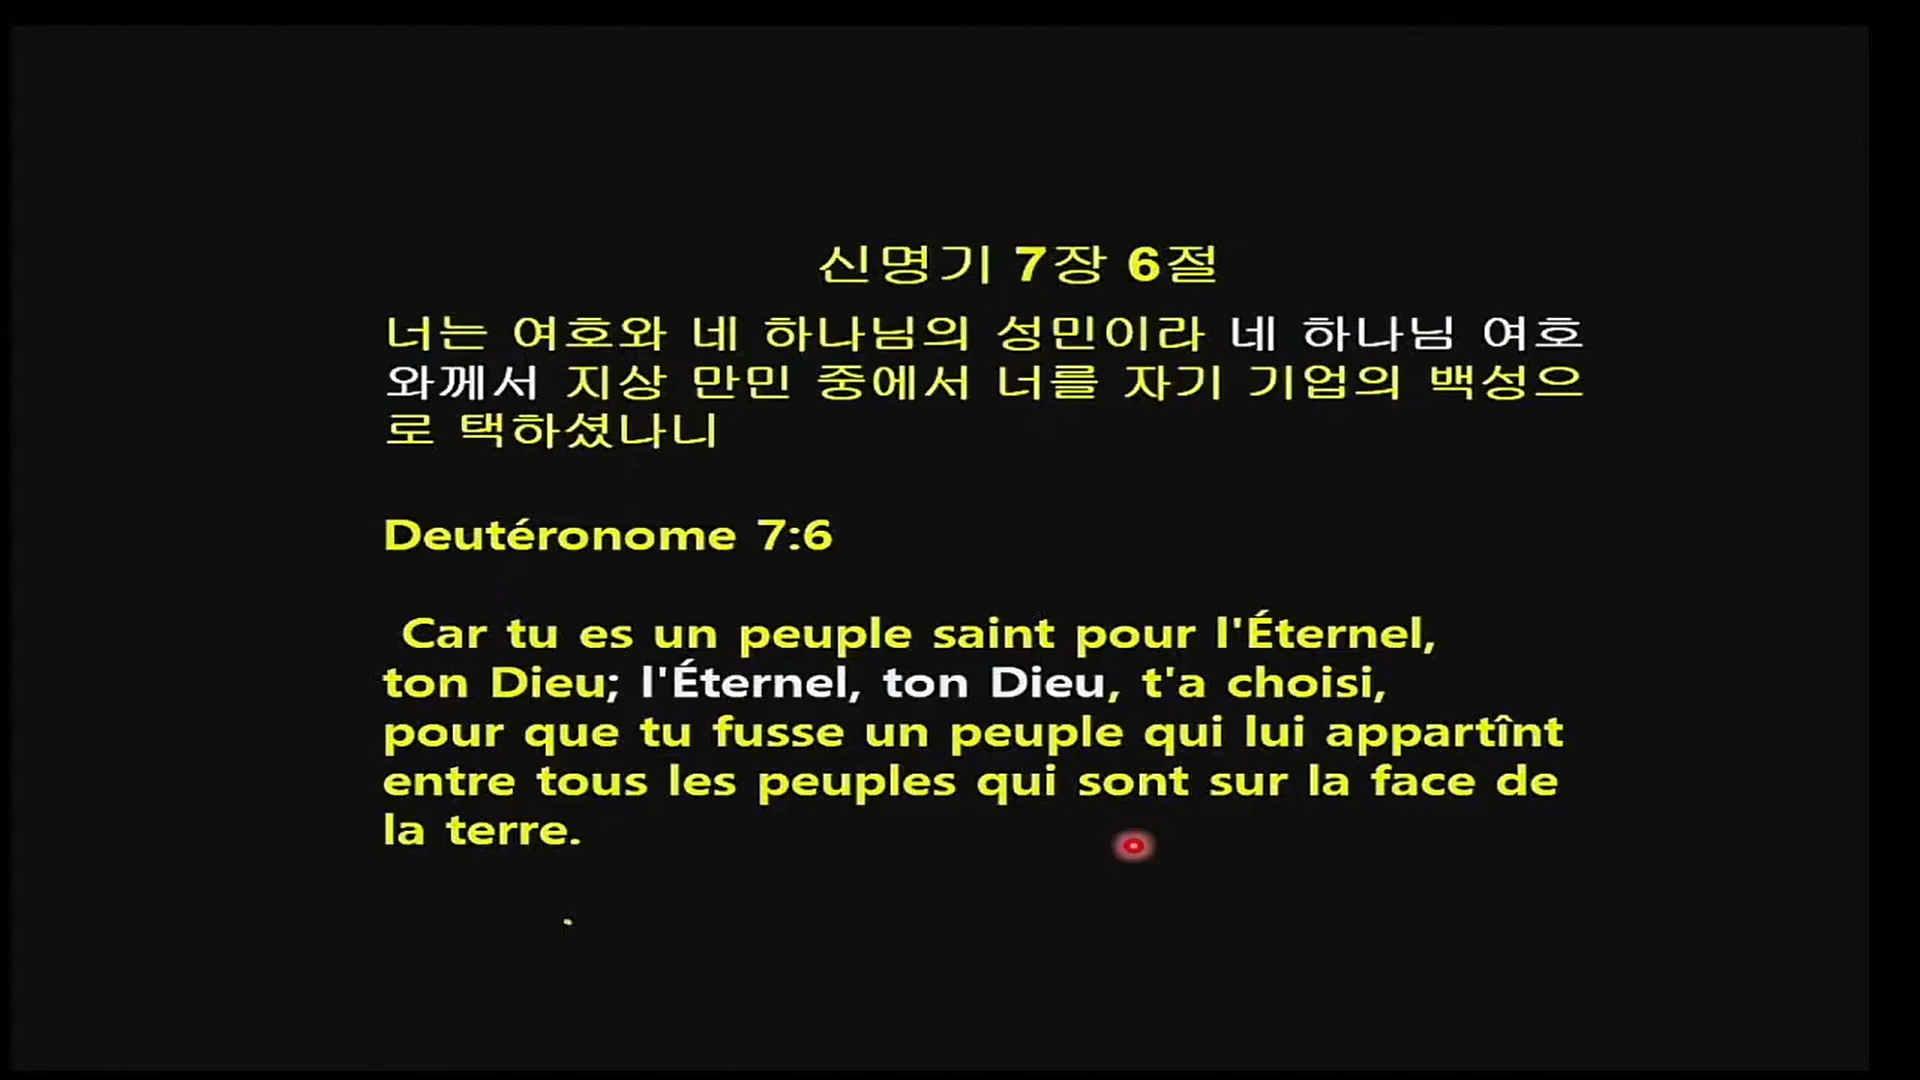 신명기 7장 6절
너는 여호와 네 하나님의 성민이라 네 하나님 여호
와께서 지상 만민 중에서 너를 자기 기업의 백성으
로 택하셨나니
Deutéronome 7:6
Car tu es un peuple saint pour l'Éternel,
ton Dieu; l'Éternel, ton Dieu, t'a choisi,
pour que tu fusse un peuple qui lui appartînt
entre tous les peuples qui sont sur la face de
la terre.
.